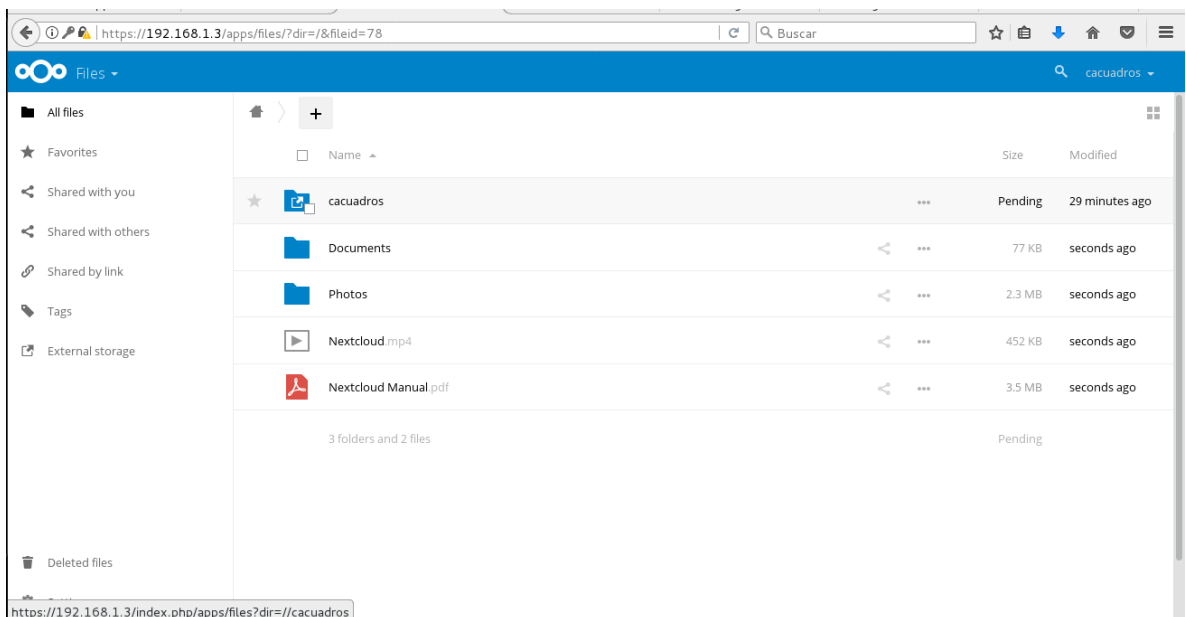 https://192.168.1.3/apps/files/?dir=/&fileid=78
Buscar
Files
cacuadros
All files
Favorites
Shared with you
Shared with others
Shared by link
Tags
External storage
Deleted files
Name
Size
Modified
cacuadros
Pending
29 minutes ago
Documents
77 KB
seconds ago
Photos
2.3 MB
seconds ago
Nextcloud.mp4
452 KB
seconds ago
Nextcloud Manual.pdf
3.5 MB
seconds ago
3 folders and 2 files
Pending
https://192.168.1.3/index.php/apps/files?dir=//cacuadros